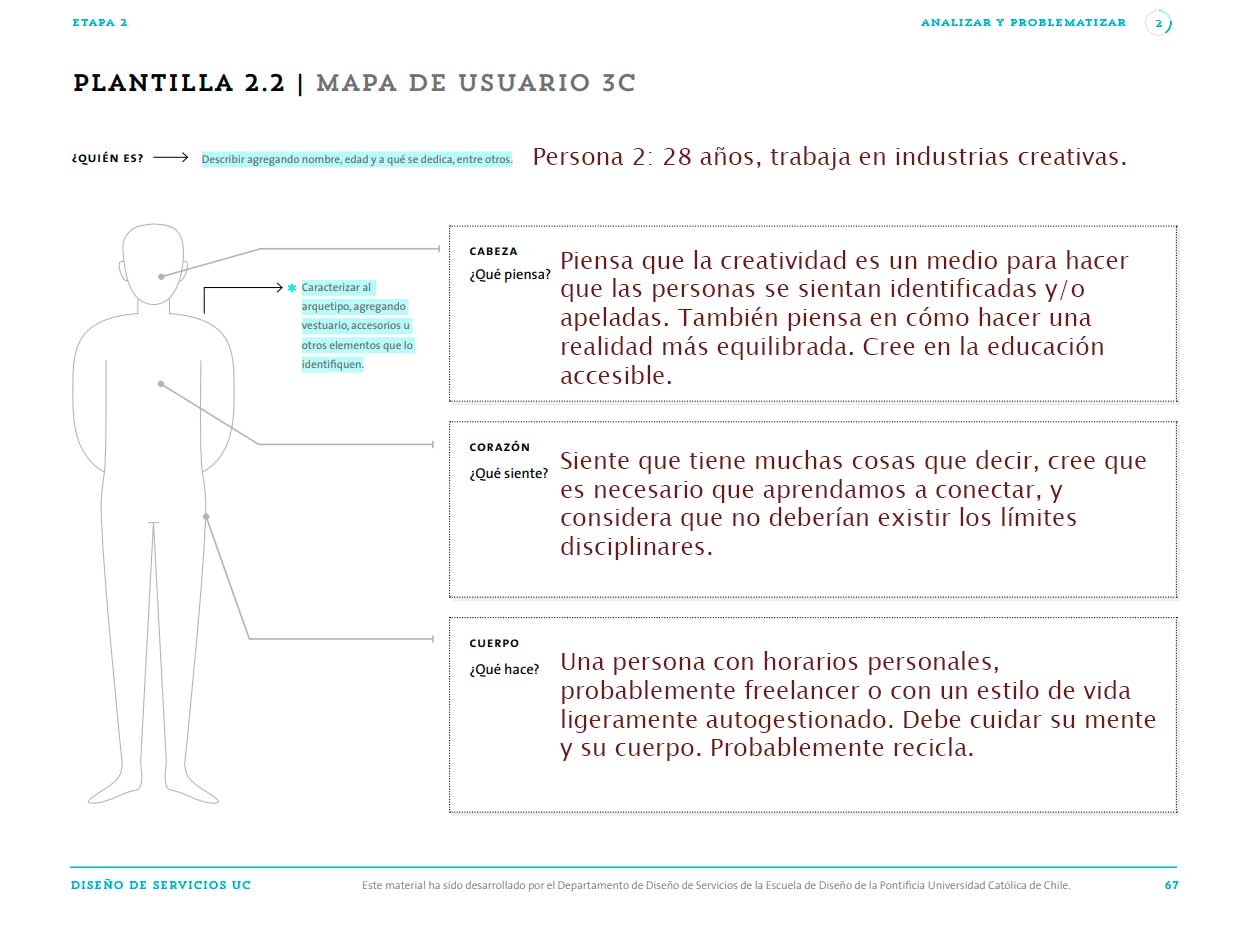 ETAPA 2
ANALIZAR Y PROBLEMATIZAR 2
PLANTILLA 2.2 | MAPA DE USUARIO 3C
¿QUIÉN ES? Describir agregando nombre, edad y a qué se dedica, entre otros. Persona 2: 28 años, trabaja en industrias creativas.
* Caracterizar al
arquetipo, agregando
vestuario, accesorios u
otros elementos que lo
identifiquen.
CABEZA
¿Qué piensa?
Piensa que la creatividad es un medio para hacer
que las personas se sientan identificadas y/o
apeladas. También piensa en cómo hacer una
realidad más equilibrada. Cree en la educación
accesible.
CORAZÓN
¿Qué siente?
Siente que tiene muchas cosas que decir, cree que
es necesario que aprendamos a conectar, y
considera que no deberían existir los límites
disciplinares.
CUERPO
¿Qué hace?
Una persona con horarios personales,
probablemente freelancer o con un estilo de vida
ligeramente autogestionado. Debe cuidar su mente
y su cuerpo. Probablemente recicla.
DISEÑO DE SERVICIOS UC
Este material ha sido desarrollado por el Departamento de Diseño de Servicios de la Escuela de Diseño de la Pontificia Universidad Católica de Chile.
67